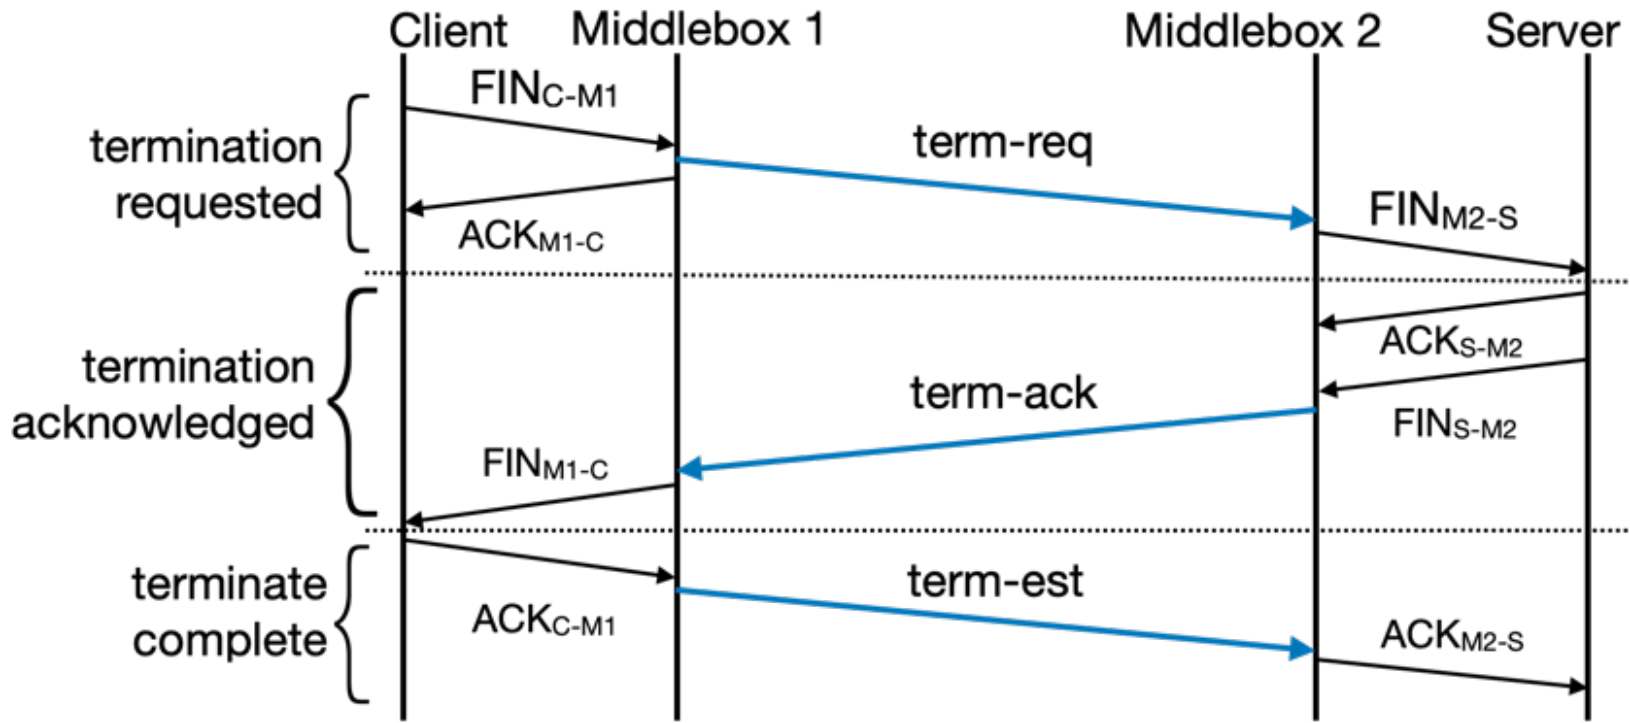 Client Middlebox 1 Middlebox 2 Server
FINC-M1
termination
requested
term-req
ACKM1-C
FINM2-S
termination
acknowledged
ACKS-M2
term-ack
FINS-M2
FINM1-C
terminate
complete
term-est
ACKC-M1
ACKM2-S